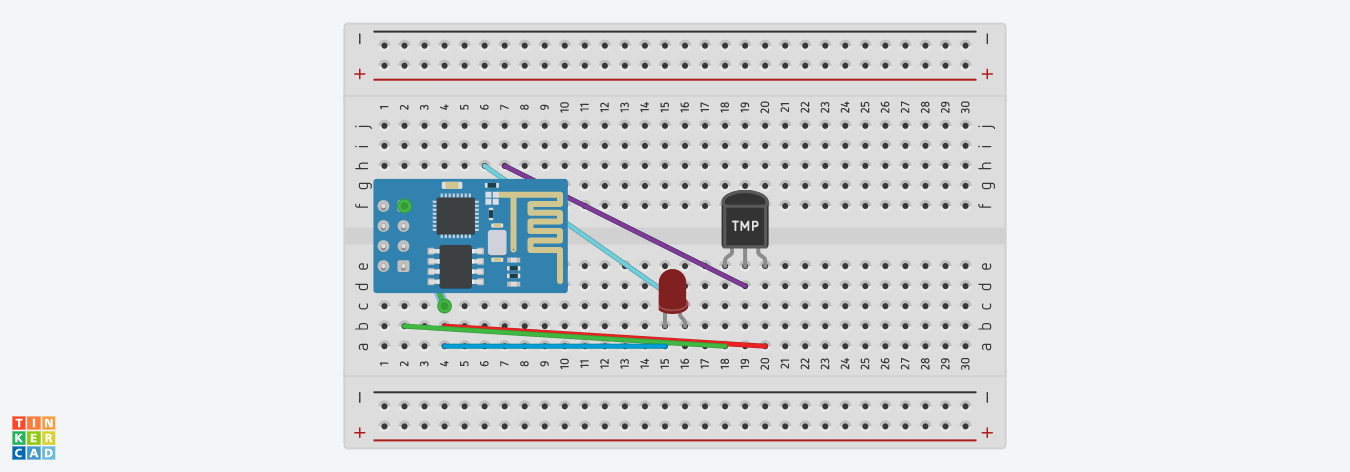 − −
+ +
1 2 3 4 5 6 7 8 9 10 11 12 13 14 15 16 17 18 19 20 21 22 23 24 25 26 27 28 29 30
j j
i i
h h
g g
f f
TMP
e e
d d
c c
b b
a a
1 2 3 4 5 6 7 8 9 10 11 12 13 14 15 16 17 18 19 20 21 22 23 24 25 26 27 28 29 30
− −
+ +
TIN
KER
CAD